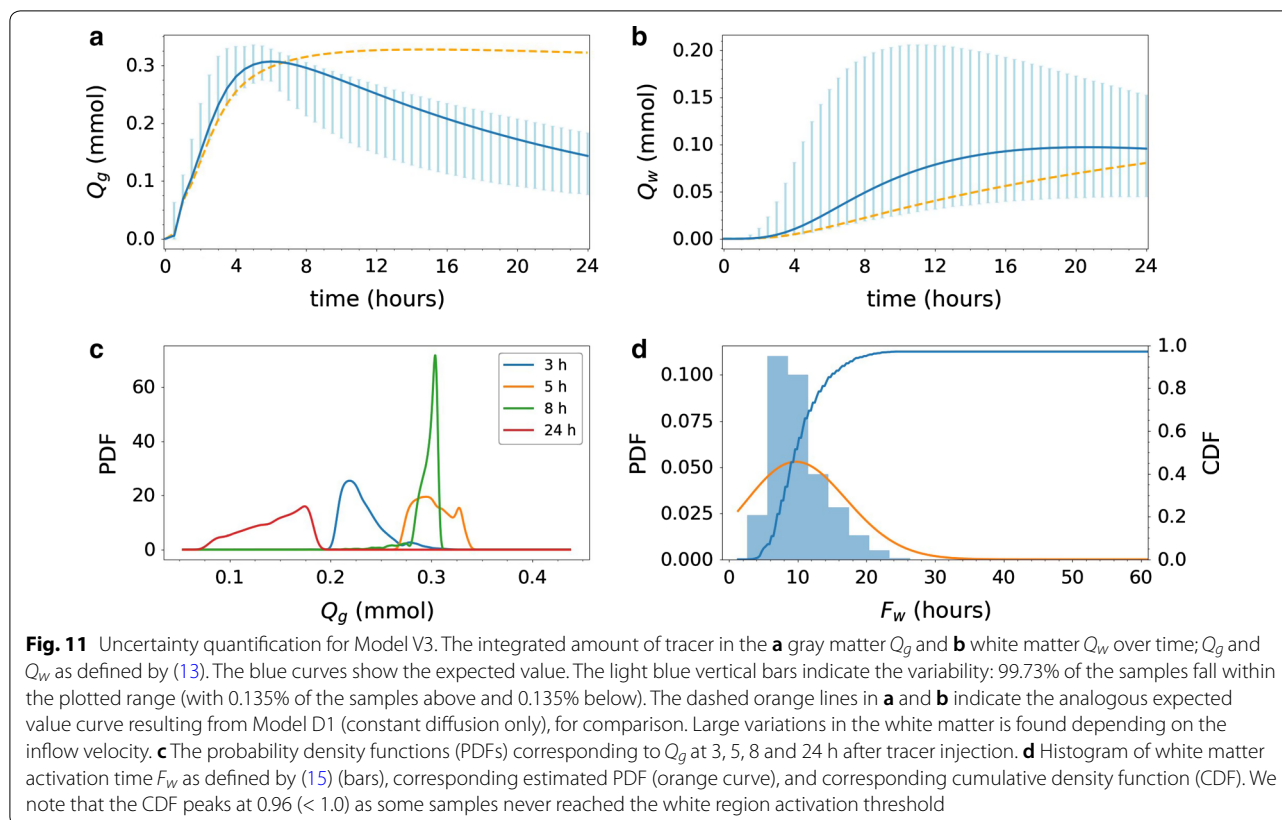 a
b
Q_g (mmol)
0.3
0.2
0.1
0.0
0 4 8 12 16 20 24
time (hours)
Q_w (mmol)
0.20
0.15
0.10
0.05
0.00
0 4 8 12 16 20 24
time (hours)
c
d
PDF
60
40
20
0
3 h
5 h
8 h
24 h
0.1 0.2 0.3 0.4
Q_g (mmol)
PDF
0.100
0.075
0.050
0.025
0.000
1.0
0.8
0.6
0.4
0.2
0.0
CDF
0 10 20 30 40 50 60
F_w (hours)
Fig. 11 Uncertainty quantification for Model V3. The integrated amount of tracer in the a gray matter Q_g and b white matter Q_w over time; Q_g and
Q_w as defined by (13). The blue curves show the expected value. The light blue vertical bars indicate the variability: 99.73% of the samples fall within
the plotted range (with 0.135% of the samples above and 0.135% below). The dashed orange lines in a and b indicate the analogous expected
value curve resulting from Model D1 (constant diffusion only), for comparison. Large variations in the white matter is found depending on the
inflow velocity. c The probability density functions (PDFs) corresponding to Q_g at 3, 5, 8 and 24 h after tracer injection. d Histogram of white matter
activation time F_w as defined by (15) (bars), corresponding estimated PDF (orange curve), and corresponding cumulative density function (CDF). We
note that the CDF peaks at 0.96 (< 1.0) as some samples never reached the white region activation threshold